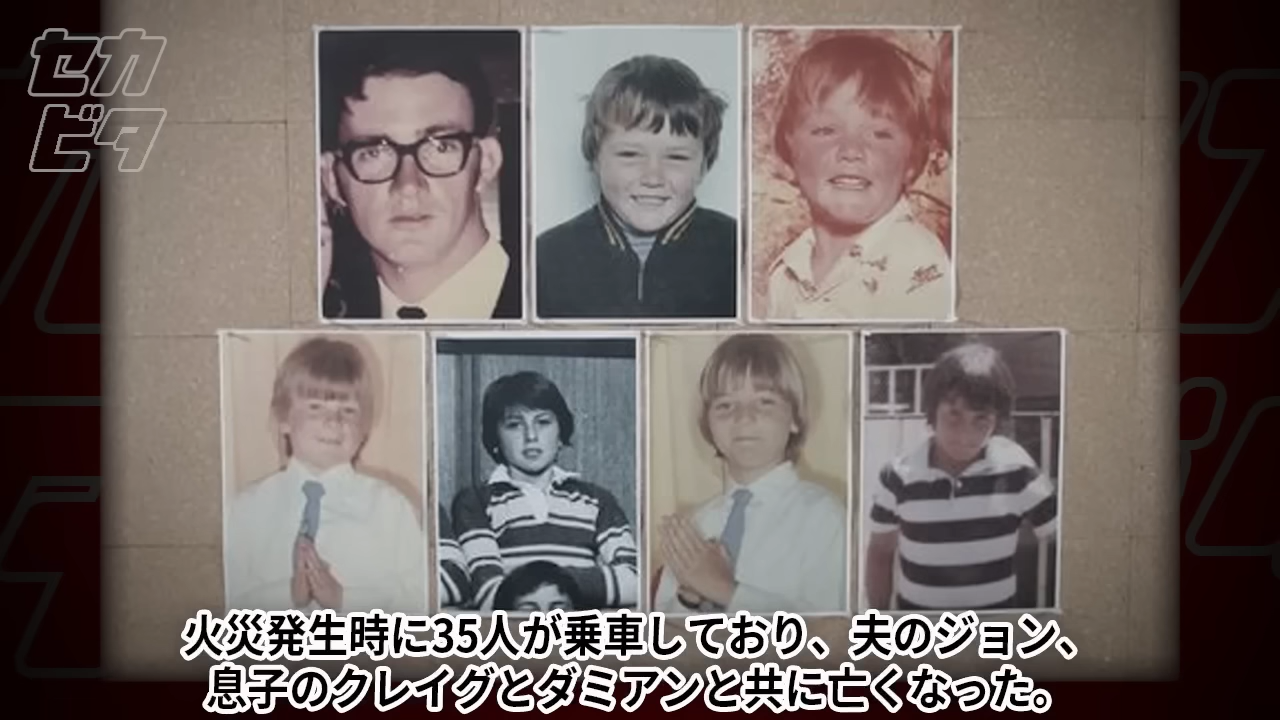 セカ
ビタ
火災発生時に35人が乗車しており、夫のジョン、
息子のクレイグとダミアンと共に亡くなった。